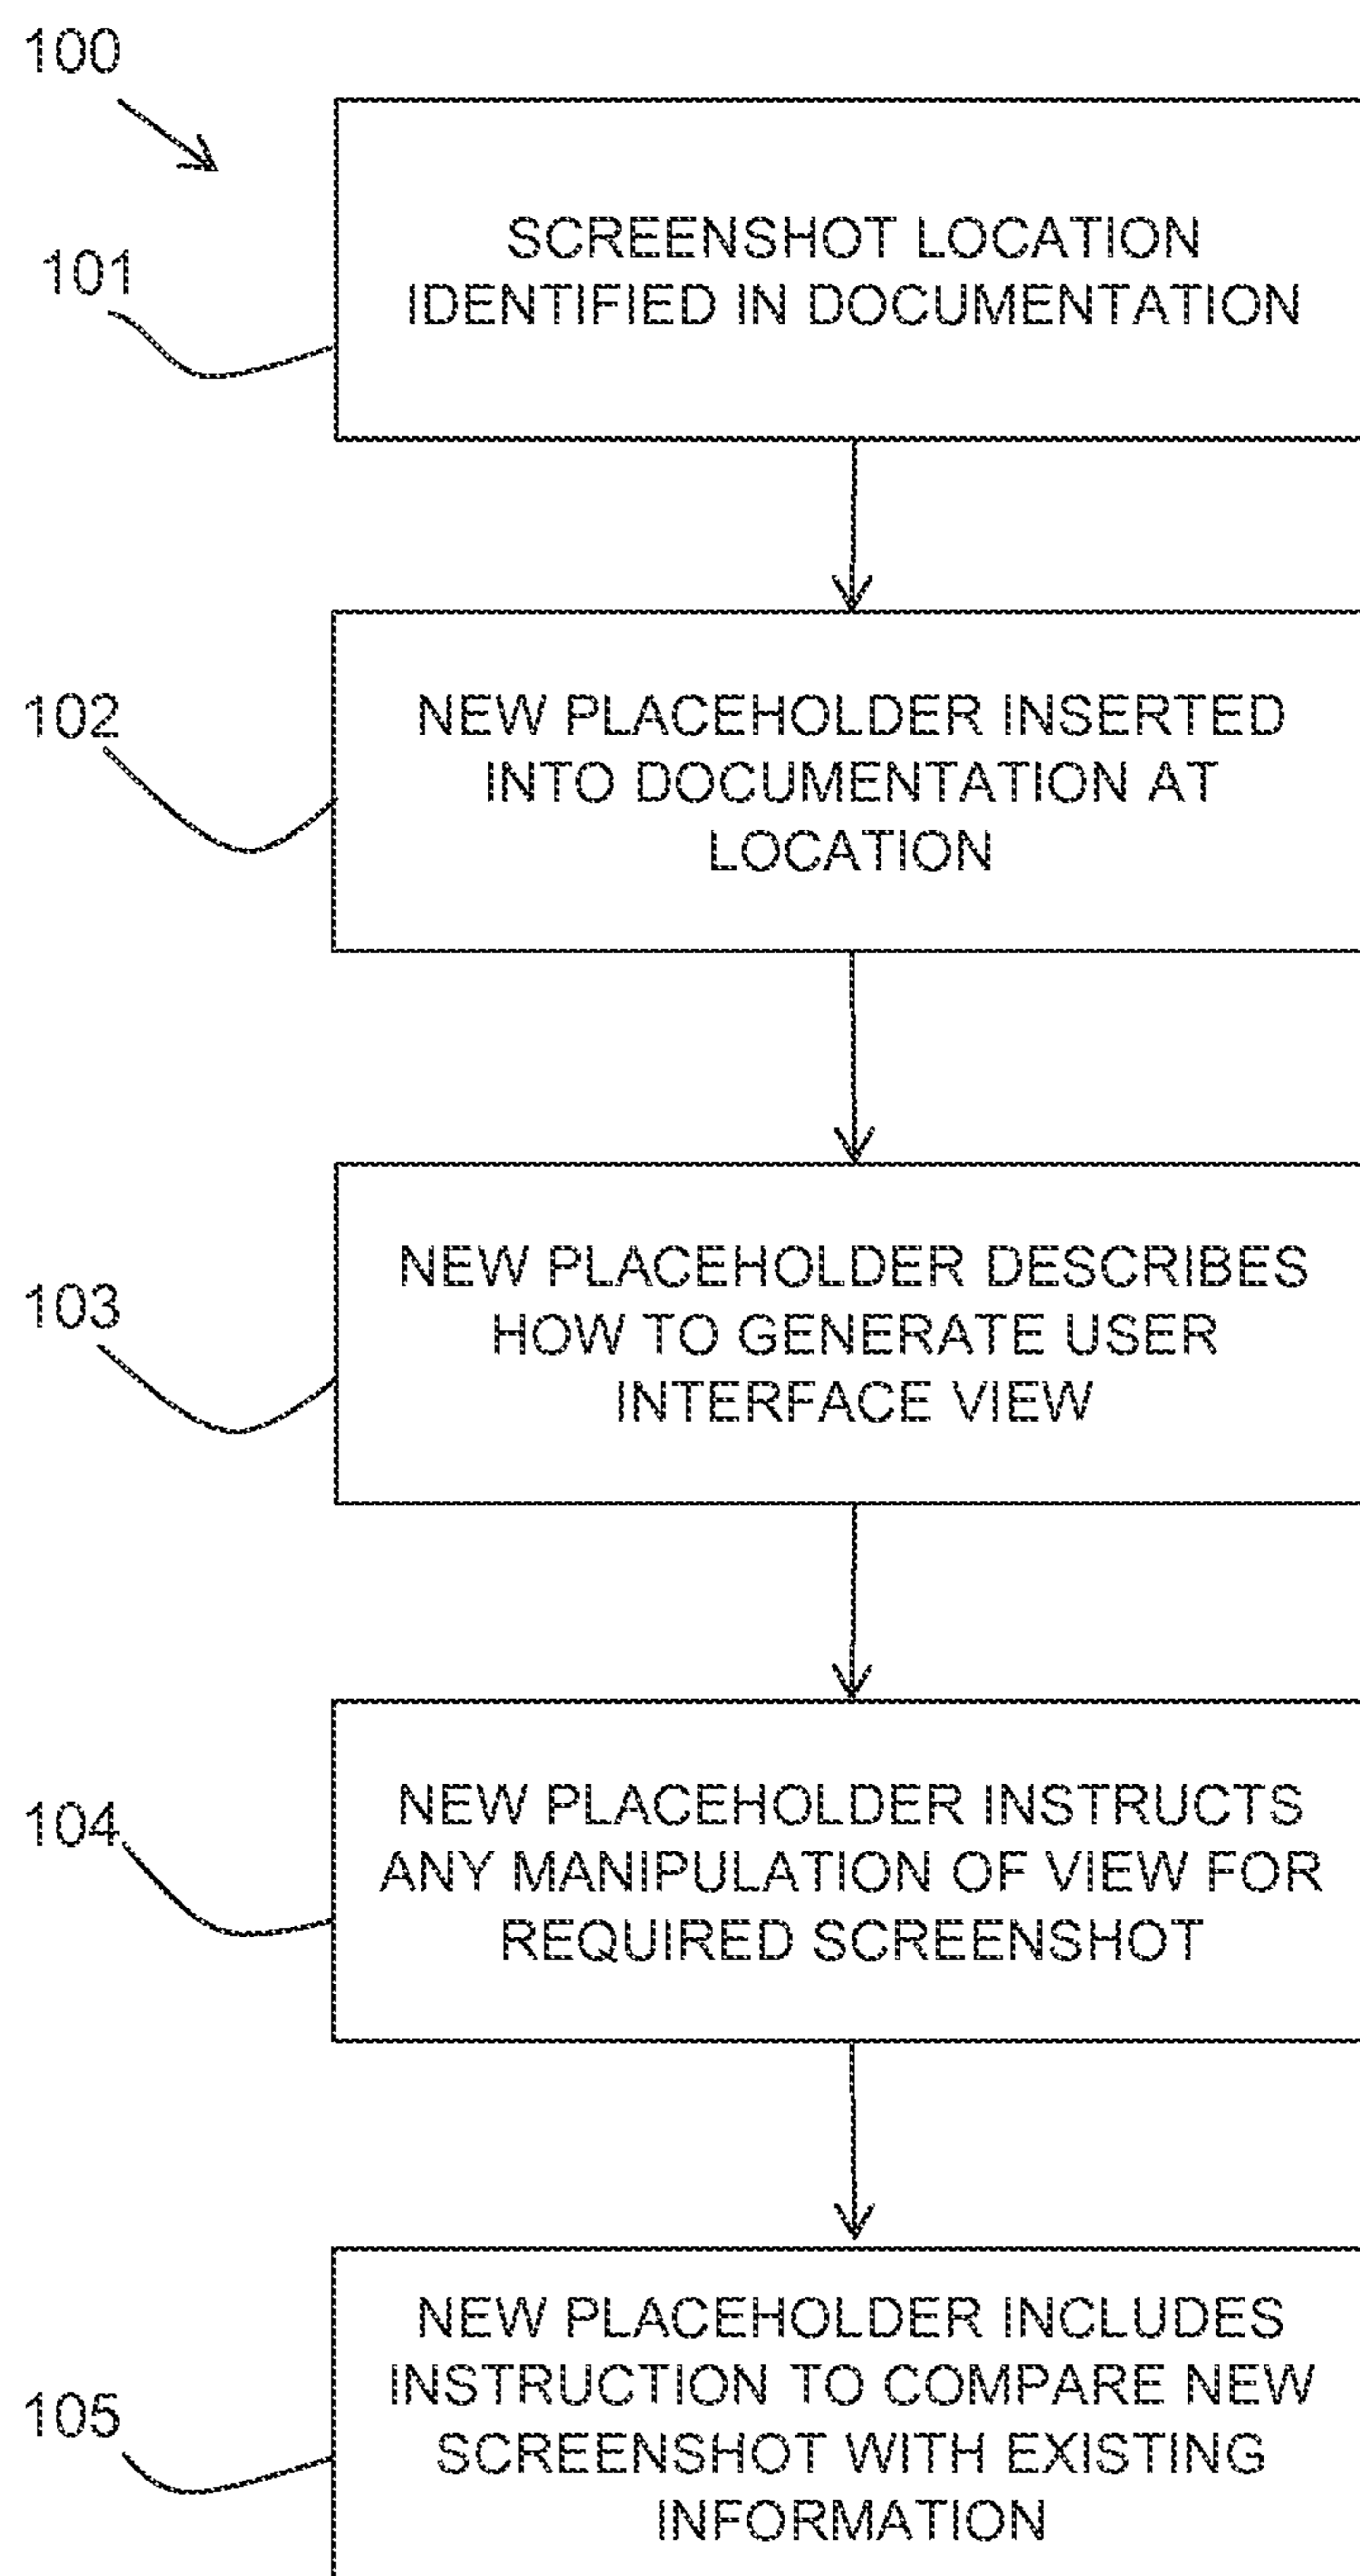 100
101
SCREENSHOT LOCATION
IDENTIFIED IN DOCUMENTATION
102
NEW PLACEHOLDER INSERTED
INTO DOCUMENTATION AT
LOCATION
103
NEW PLACEHOLDER DESCRIBES
HOW TO GENERATE USER
INTERFACE VIEW
104
NEW PLACEHOLDER INSTRUCTS
ANY MANIPULATION OF VIEW FOR
REQUIRED SCREENSHOT
105
NEW PLACEHOLDER INCLUDES
INSTRUCTION TO COMPARE NEW
SCREENSHOT WITH EXISTING
INFORMATION